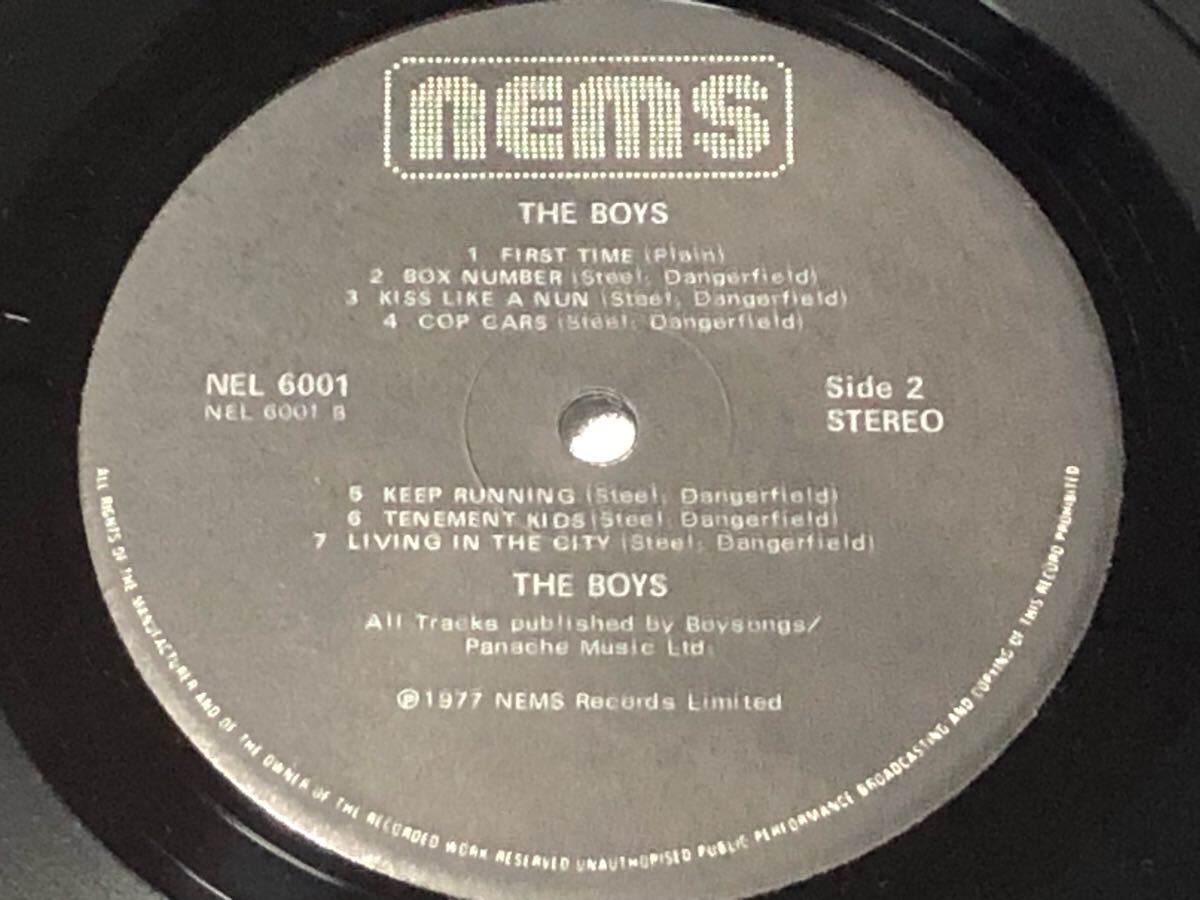 nems
THE BOYS
1 FIRST TIME (Plain)
2 BOX NUMBER (Steel, Dangerfield)
3 KISS LIKE A NUN (Steel, Dangerfield)
4 COP CARS (Steel, Dangerfield)
NEL 6001
NEL 6001 B
Side 2
STEREO
5 KEEP RUNNING (Steel, Dangerfield)
6 TENEMENT KIDS (Steel, Dangerfield)
7 LIVING IN THE CITY (Steel, Dangerfield)
THE BOYS
All Tracks published by Boysongs/
Panache Music Ltd.
℗1977 NEMS Records Limited
ALL RIGHTS OF THE MANUFACTURER AND OF THE OWNER OF THE RECORDED WORK RESERVED UNAUTHORISED PUBLIC PERFORMANCE BROADCASTING AND COPYING OF THIS RECORD PROHIBITED